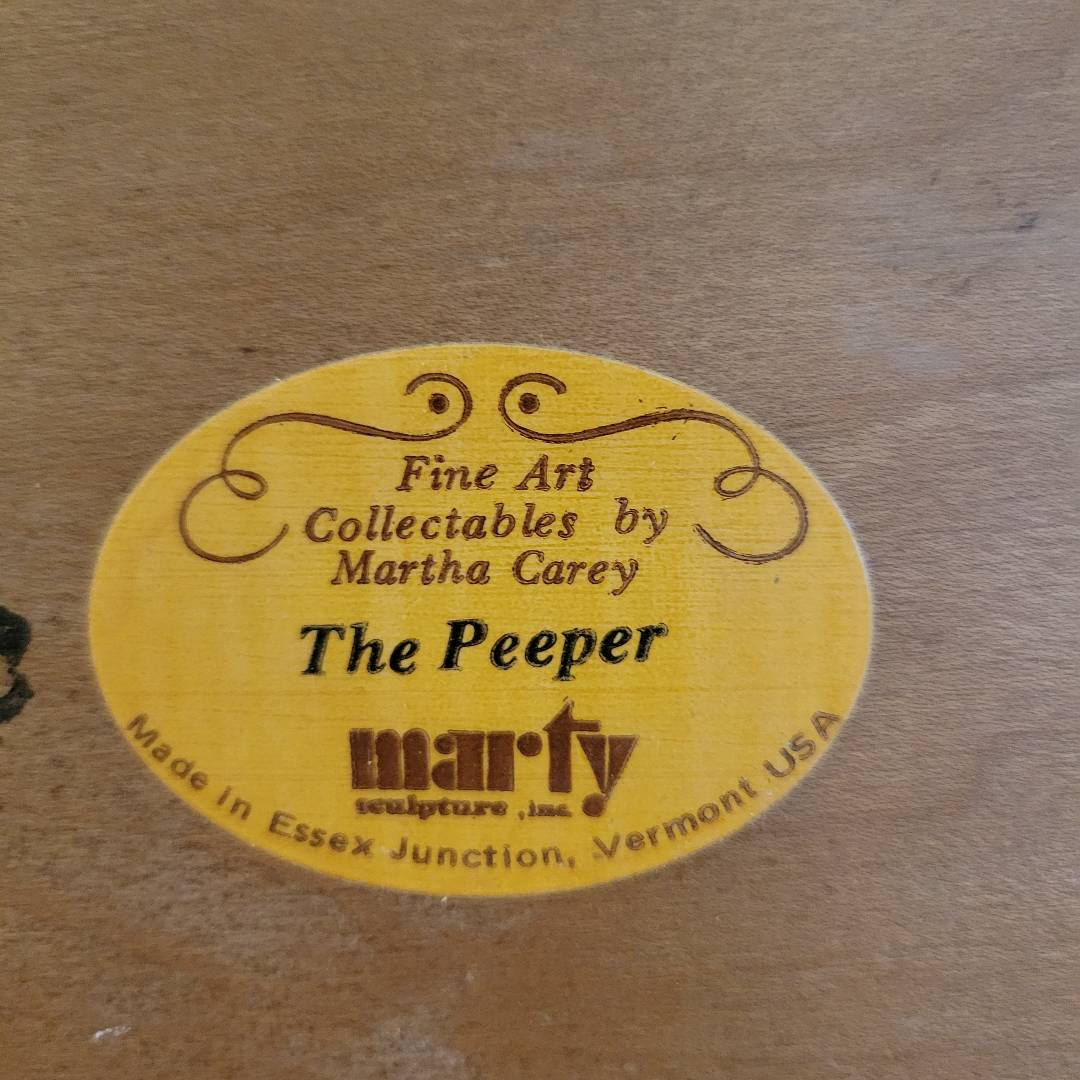 Fine Art
Collectables by
Martha Carey
The Peeper
marty
sculpture, inc.
Made in Essex Junction, Vermont USA